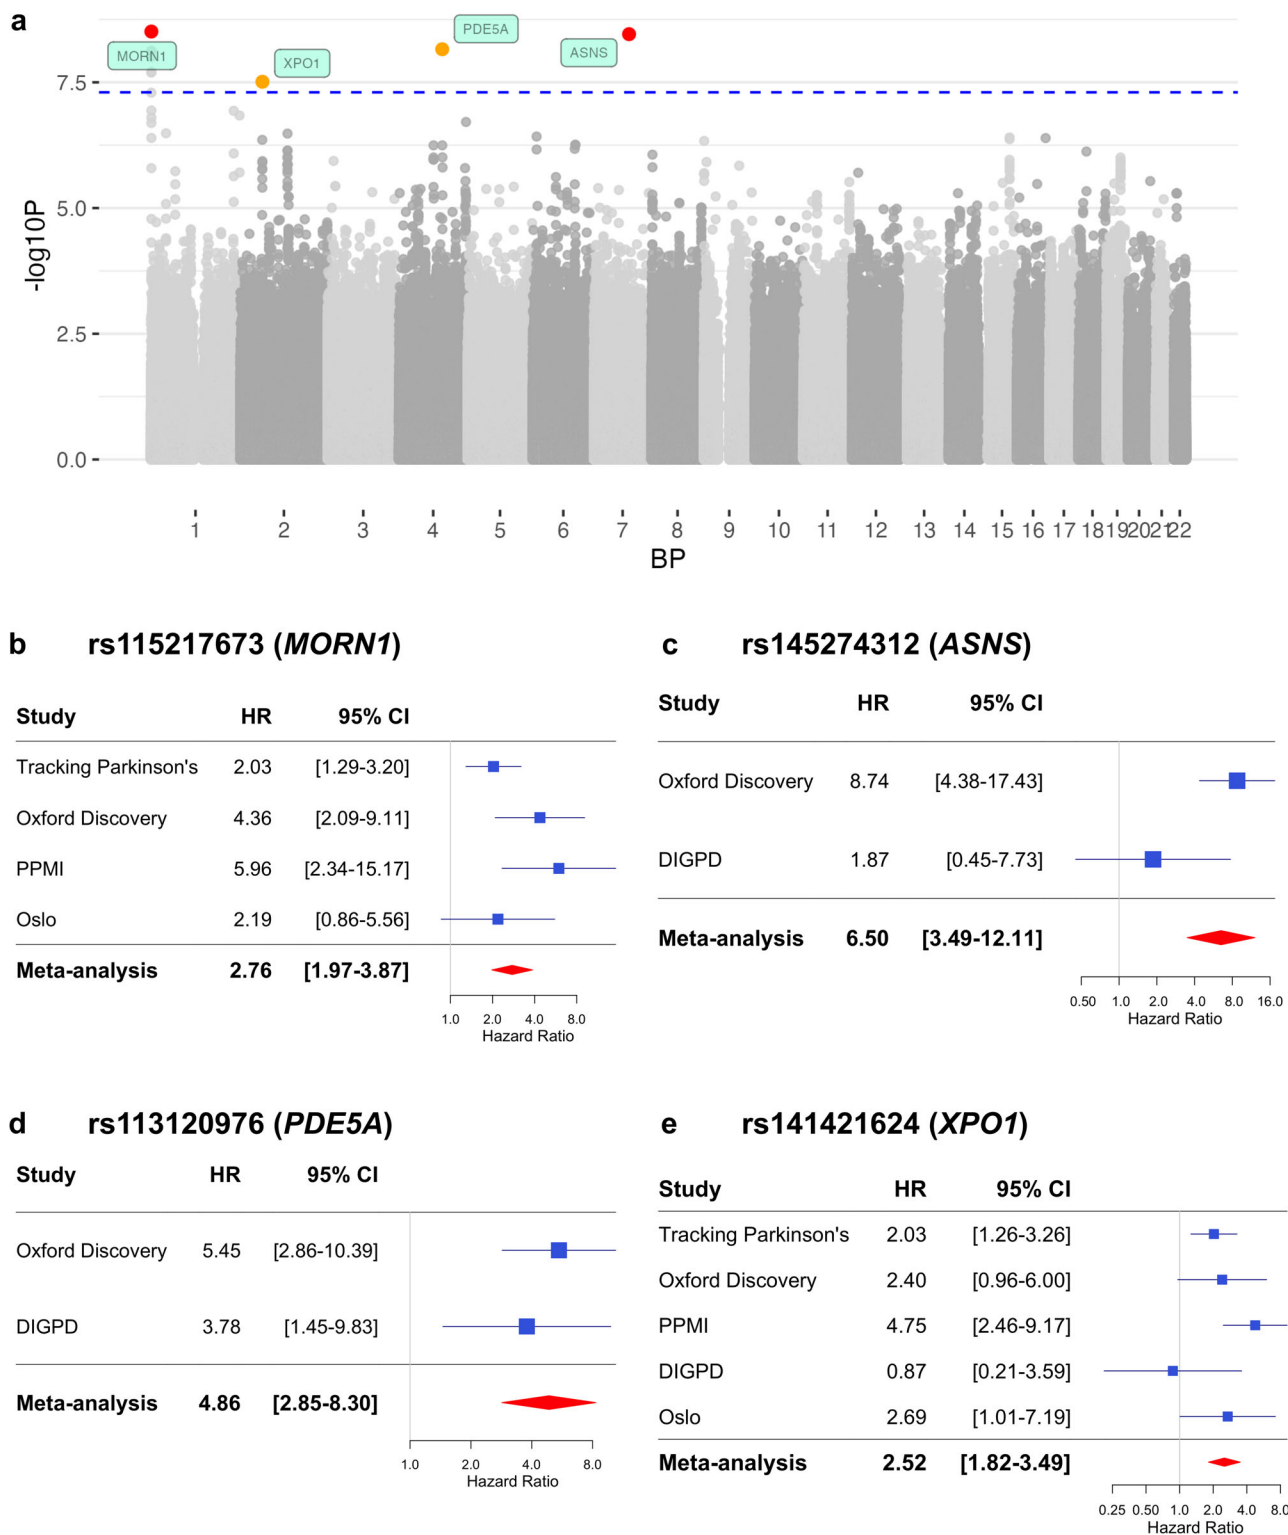 a
PDE5A
MORN1
ASNS
XPO1
7.5
5.0
2.5
0.0
-log10P
1 2 3 4 5 6 7 8 9 10 11 12 13 14 15 16 17 18 19 20 21 22
BP
b rs115217673 (MORN1)
Study HR 95% CI
Tracking Parkinson's 2.03 [1.29-3.20]
Oxford Discovery 4.36 [2.09-9.11]
PPMI 5.96 [2.34-15.17]
Oslo 2.19 [0.86-5.56]
Meta-analysis 2.76 [1.97-3.87]
1.0 2.0 4.0 8.0
Hazard Ratio
c rs145274312 (ASNS)
Study HR 95% CI
Oxford Discovery 8.74 [4.38-17.43]
DIGPD 1.87 [0.45-7.73]
Meta-analysis 6.50 [3.49-12.11]
0.50 1.0 2.0 4.0 8.0 16.0
Hazard Ratio
d rs113120976 (PDE5A)
Study HR 95% CI
Oxford Discovery 5.45 [2.86-10.39]
DIGPD 3.78 [1.45-9.83]
Meta-analysis 4.86 [2.85-8.30]
1.0 2.0 4.0 8.0
Hazard Ratio
e rs141421624 (XPO1)
Study HR 95% CI
Tracking Parkinson's 2.03 [1.26-3.26]
Oxford Discovery 2.40 [0.96-6.00]
PPMI 4.75 [2.46-9.17]
DIGPD 0.87 [0.21-3.59]
Oslo 2.69 [1.01-7.19]
Meta-analysis 2.52 [1.82-3.49]
0.25 0.50 1.0 2.0 4.0 8.0
Hazard Ratio